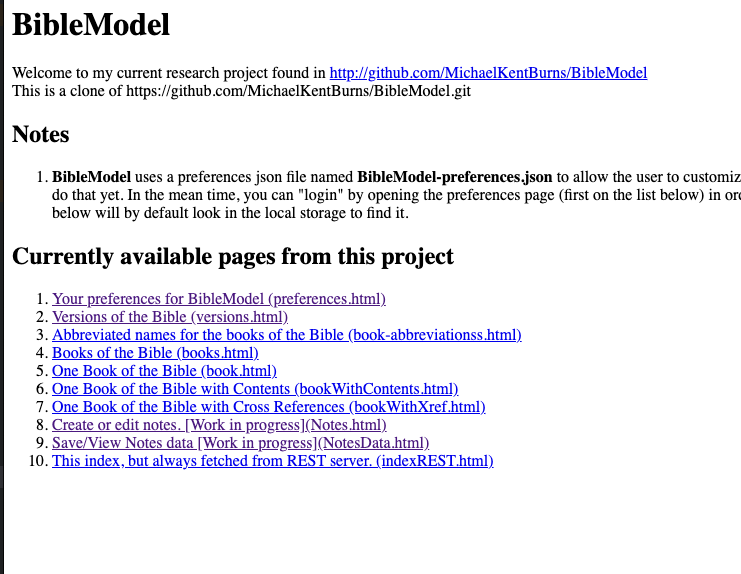 BibleModel
Welcome to my current research project found in http://github.com/MichaelKentBurns/BibleModel
This is a clone of https://github.com/MichaelKentBurns/BibleModel.git
Notes
1. BibleModel uses a preferences json file named BibleModel-preferences.json to allow the user to customiz
do that yet. In the mean time, you can "login" by opening the preferences page (first on the list below) in ord
below will by default look in the local storage to find it.
Currently available pages from this project
1. Your preferences for BibleModel (preferences.html)
2. Versions of the Bible (versions.html)
3. Abbreviated names for the books of the Bible (book-abbreviationss.html)
4. Books of the Bible (books.html)
5. One Book of the Bible (book.html)
6. One Book of the Bible with Contents (bookWithContents.html)
7. One Book of the Bible with Cross References (bookWithXref.html)
8. Create or edit notes. [Work in progress](Notes.html)
9. Save/View Notes data [Work in progress](NotesData.html)
10. This index, but always fetched from REST server. (indexREST.html)